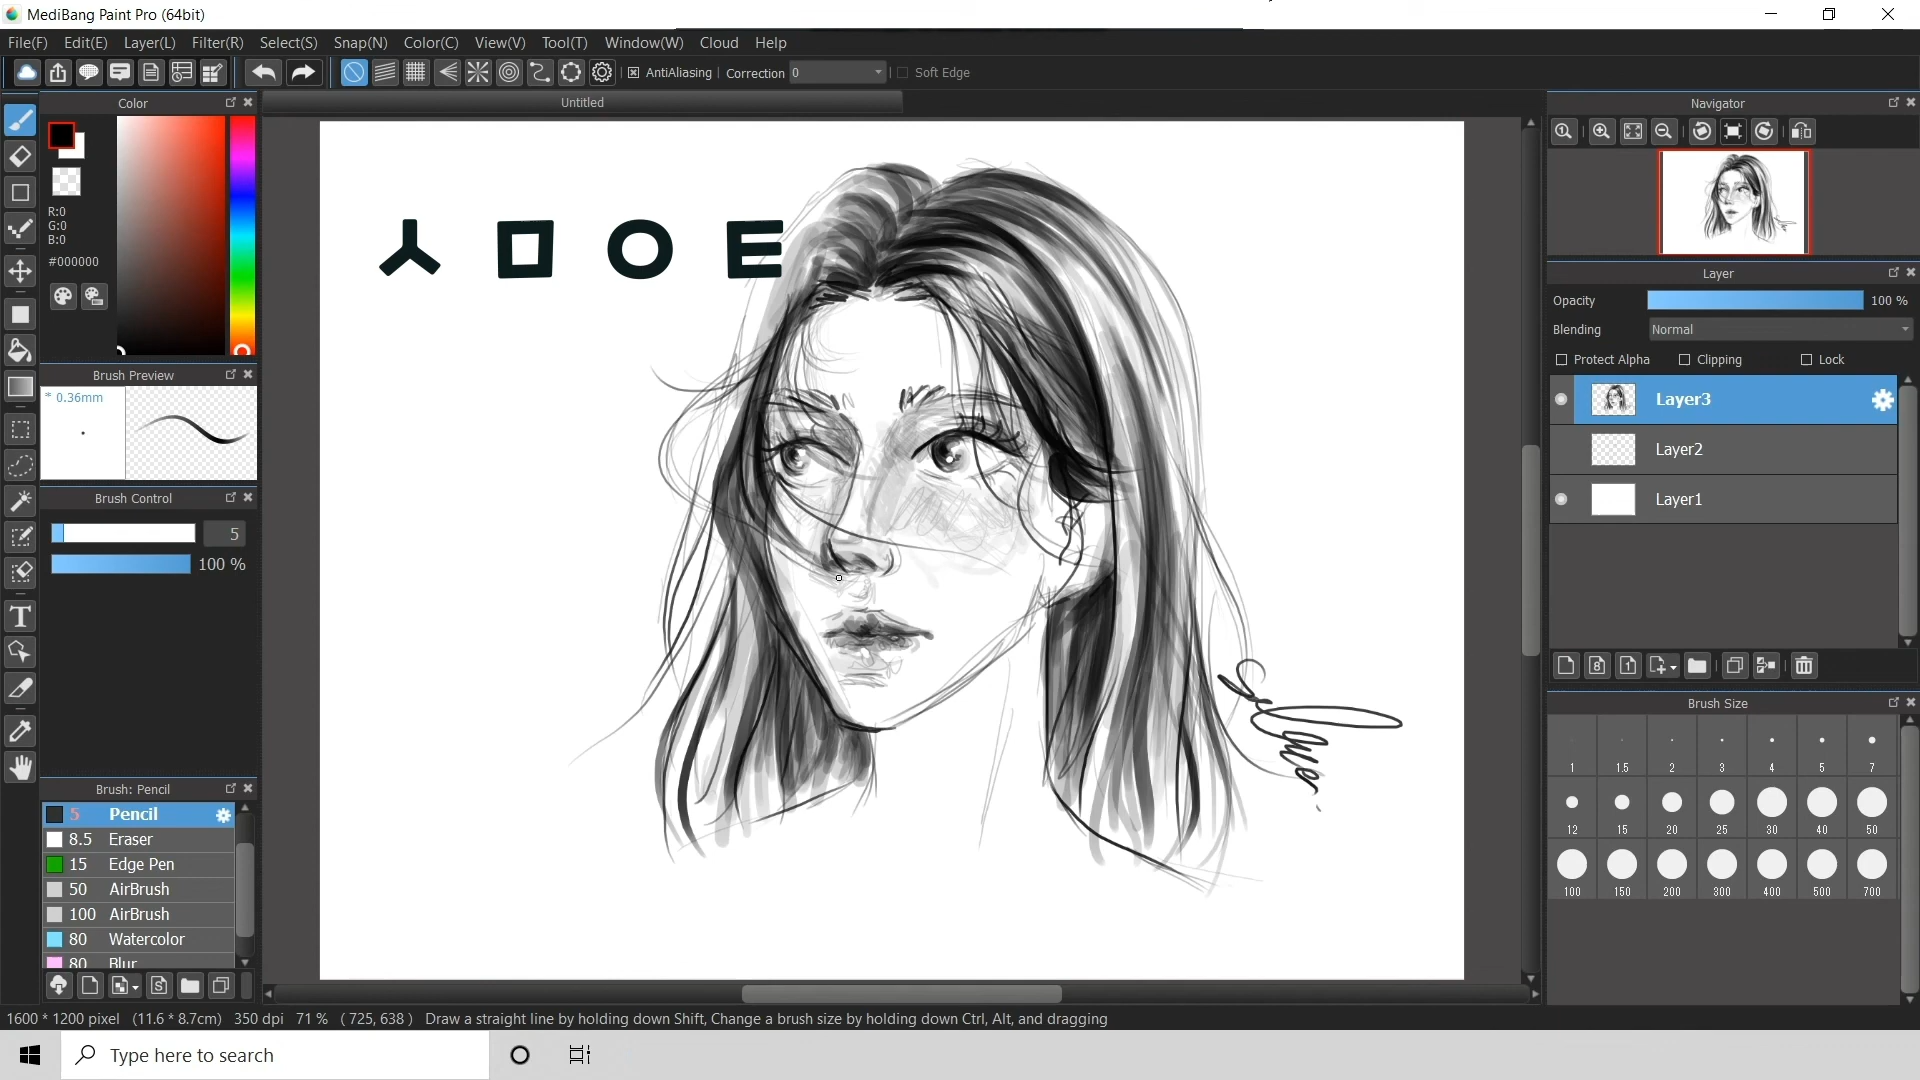 MediBang Paint Pro (64bit)
File(F) Edit(E) Layer(L) Filter(R) Select(S) Snap(N) Color(C) View(V) Tool(T) Window(W) Cloud Help
AntiAliasing Correction 0 Soft Edge
Color
R:0
G:0
B:0
#000000
Brush Preview
* 0.36mm
Brush Control
5
100 %
Brush: Pencil
5 Pencil
8.5 Eraser
15 Edge Pen
50 AirBrush
100 AirBrush
80 Watercolor
80 Blur
Untitled
ㅅ ㅁ ㅇ ㅌ
Navigator
Layer
Opacity 100 %
Blending Normal
Protect Alpha Clipping Lock
Layer3
Layer2
Layer1
Brush Size
1 1.5 2 3 4 5 7
12 15 20 25 30 40 50
100 150 200 300 400 500 700
1600 * 1200 pixel (11.6 * 8.7cm) 350 dpi 71 % ( 725, 638 ) Draw a straight line by holding down Shift, Change a brush size by holding down Ctrl, Alt, and dragging
Type here to search